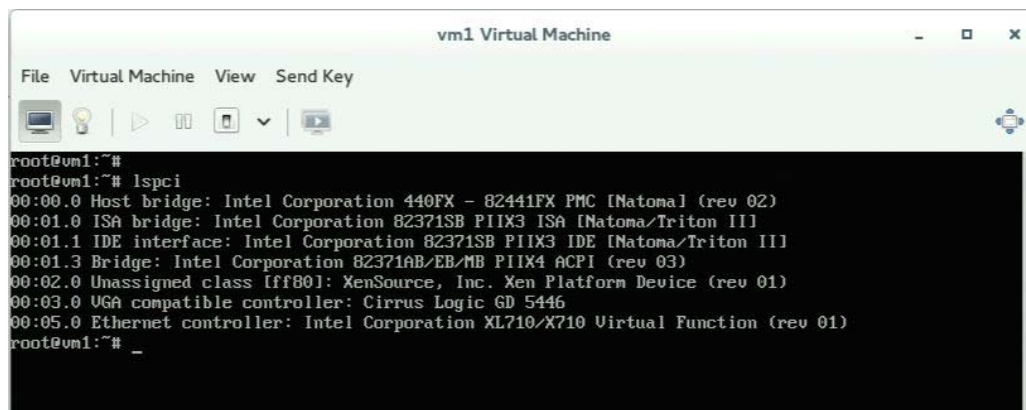 vm1 Virtual Machine
File Virtual Machine View Send Key
root@vm1:~#
root@vm1:~# lspci
00:00.0 Host bridge: Intel Corporation 440FX - 82441FX PMC [Natoma] (rev 02)
00:01.0 ISA bridge: Intel Corporation 82371SB PIIX3 ISA [Natoma/Triton II]
00:01.1 IDE interface: Intel Corporation 82371SB PIIX3 IDE [Natoma/Triton II]
00:01.3 Bridge: Intel Corporation 82371AB/EB/MB PIIX4 ACPI (rev 03)
00:02.0 Unassigned class [ff80]: XenSource, Inc. Xen Platform Device (rev 01)
00:03.0 VGA compatible controller: Cirrus Logic GD 5446
00:05.0 Ethernet controller: Intel Corporation XL710/X710 Virtual Function (rev 01)
root@vm1:~# _